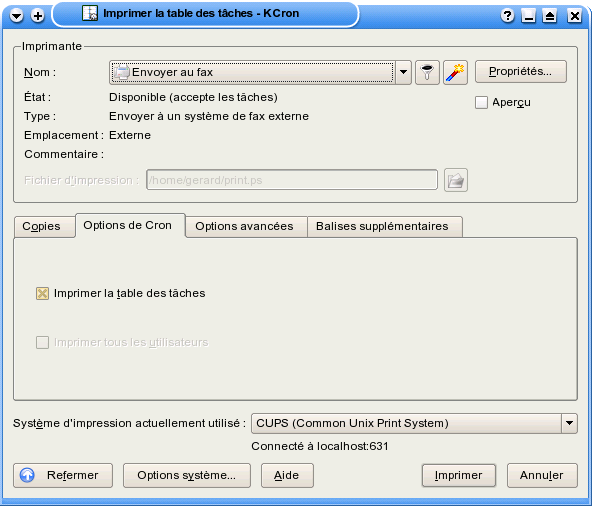 Imprimer la table des tâches - KCron
Imprimante
Nom : Envoyer au fax Propriétés...
État : Disponible (accepte les tâches) Aperçu
Type : Envoyer à un système de fax externe
Emplacement : Externe
Commentaire :
Fichier d'impression : /home/gerard/print.ps
Copies Options de Cron Options avancées Balises supplémentaires
Imprimer la table des tâches
Imprimer tous les utilisateurs
Système d'impression actuellement utilisé : CUPS (Common Unix Print System)
Connecté à localhost:631
Refermer Options système... Aide Imprimer Annuler